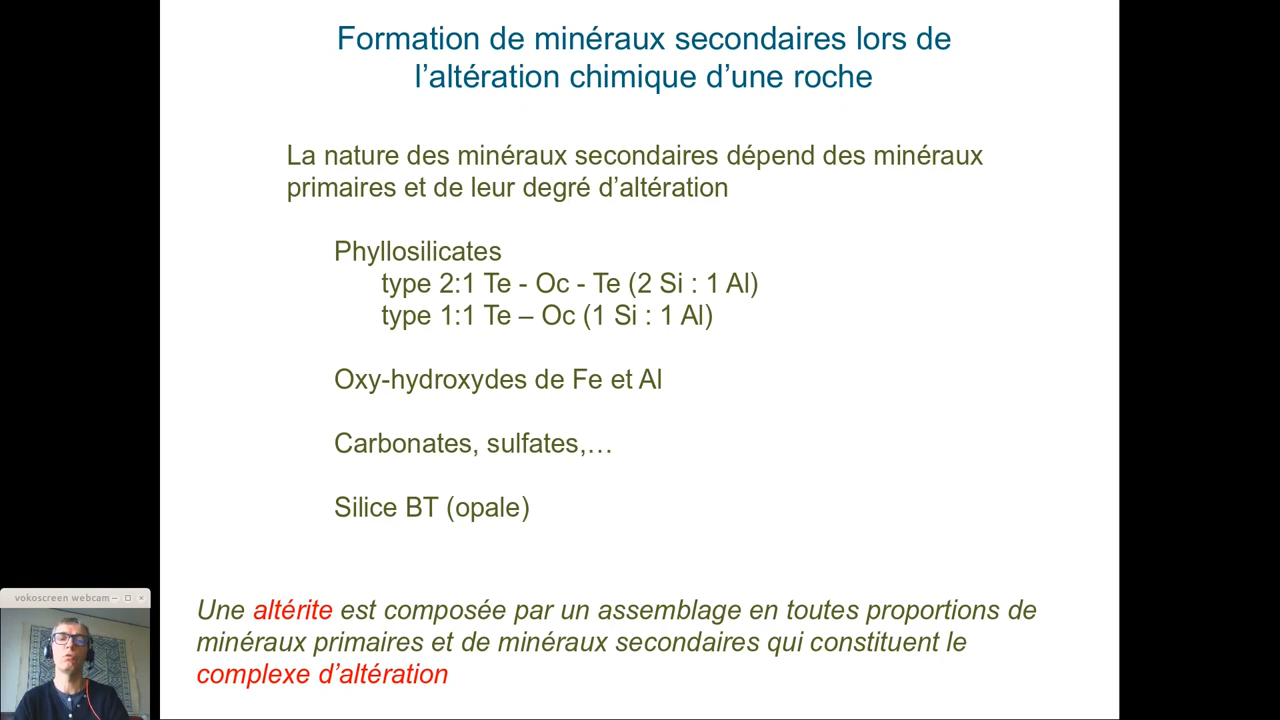 Formation de minéraux secondaires lors de
l’altération chimique d’une roche
La nature des minéraux secondaires dépend des minéraux
primaires et de leur degré d’altération
Phyllosilicates
type 2:1 Te - Oc - Te (2 Si : 1 Al)
type 1:1 Te – Oc (1 Si : 1 Al)
Oxy-hydroxydes de Fe et Al
Carbonates, sulfates,…
Silice BT (opale)
Une altérite est composée par un assemblage en toutes proportions de
minéraux primaires et de minéraux secondaires qui constituent le
complexe d’altération
vokoscreen webcam